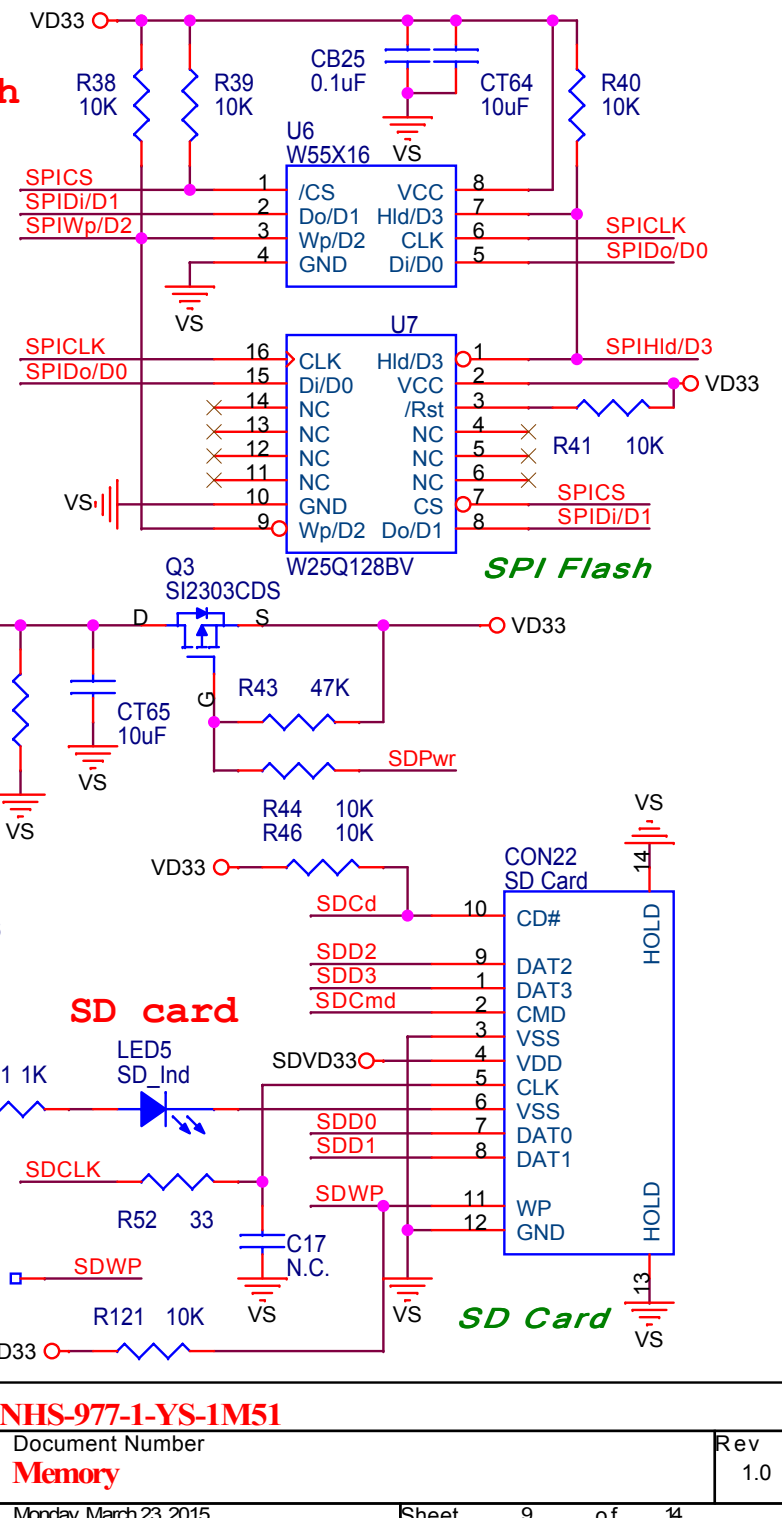 VD33
h
R38
10K
R39
10K
CB25
0.1uF
CT64
10uF
R40
10K
VS
U6
W55X16
SPICS
SPIDi/D1
SPIWp/D2
1
2
3
4
/CS
Do/D1
Wp/D2
GND
VCC
Hld/D3
CLK
Di/D0
8
7
6
5
SPICLK
SPIDo/D0
VS
U7
SPICLK
SPIDo/D0
16
15
14
13
12
11
10
9
CLK
Di/D0
NC
NC
NC
NC
GND
Wp/D2
Hld/D3
VCC
/Rst
NC
NC
NC
CS
Do/D1
1
2
3
4
5
6
7
8
SPIHld/D3
VD33
R41 10K
SPICS
SPIDi/D1
VS
W25Q128BV
SPI Flash
Q3
SI2303CDS
D
S
G
VD33
R43 47K
CT65
10uF
VS
VS
SDPwr
R44 10K
R46 10K
VD33
VS
14
CON22
SD Card
SDCd
SDD2
SDD3
SDCmd
10
9
1
2
3
4
5
6
7
8
11
12
CD#
DAT2
DAT3
CMD
VSS
VDD
CLK
VSS
DAT0
DAT1
WP
GND
HOLD
HOLD
SD card
LED5
SD_Ind
1 1K
SDVD33
SDD0
SDD1
SDCLK
SDWP
R52 33
C17
N.C.
SDWP
VS
VS
13
VS
R121 10K
D33
SD Card
NHS-977-1-YS-1M51
Document Number
Rev
Memory
1.0
Monday, March 23, 2015
Sheet 9 of 14